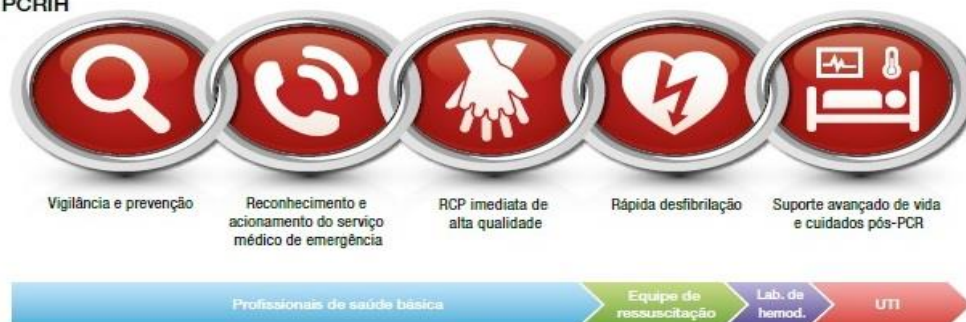 PCRIH
Vigilância e prevenção
Reconhecimento e
acionamento do serviço
médico de emergência
RCP imediata de
alta qualidade
Rápida desfibrilação
Suporte avançado de vida
e cuidados pós-PCR
Profissionais de saúde básica
Equipe de
ressuscitação
Lab. de
hemod.
UTI